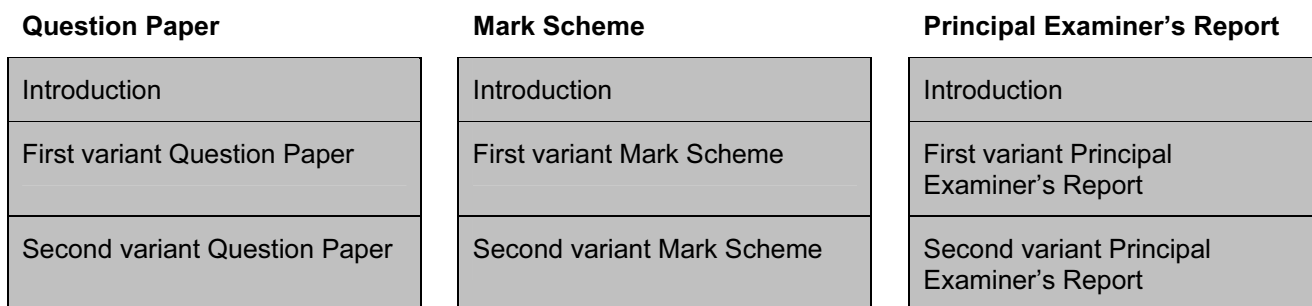 Question Paper
Introduction
First variant Question Paper
Second variant Question Paper
Mark Scheme
Introduction
First variant Mark Scheme
Second variant Mark Scheme
Principal Examiner’s Report
Introduction
First variant Principal
Examiner’s Report
Second variant Principal
Examiner’s Report